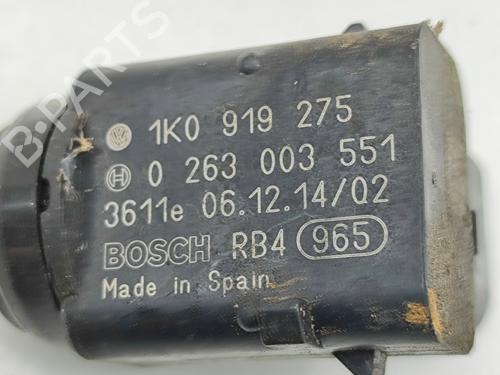 B-PARTS
1K0 919 275
0 263 003 551
3611e 06.12.14/02
BOSCH RB4 965
Made in Spain